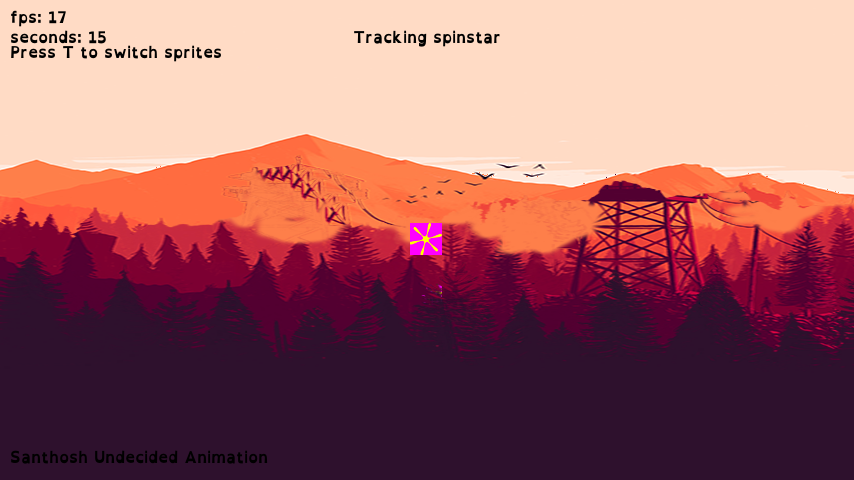 fps: 17
seconds: 15
Tracking spinstar
Press T to switch sprites
Santhosh Undecided Animation